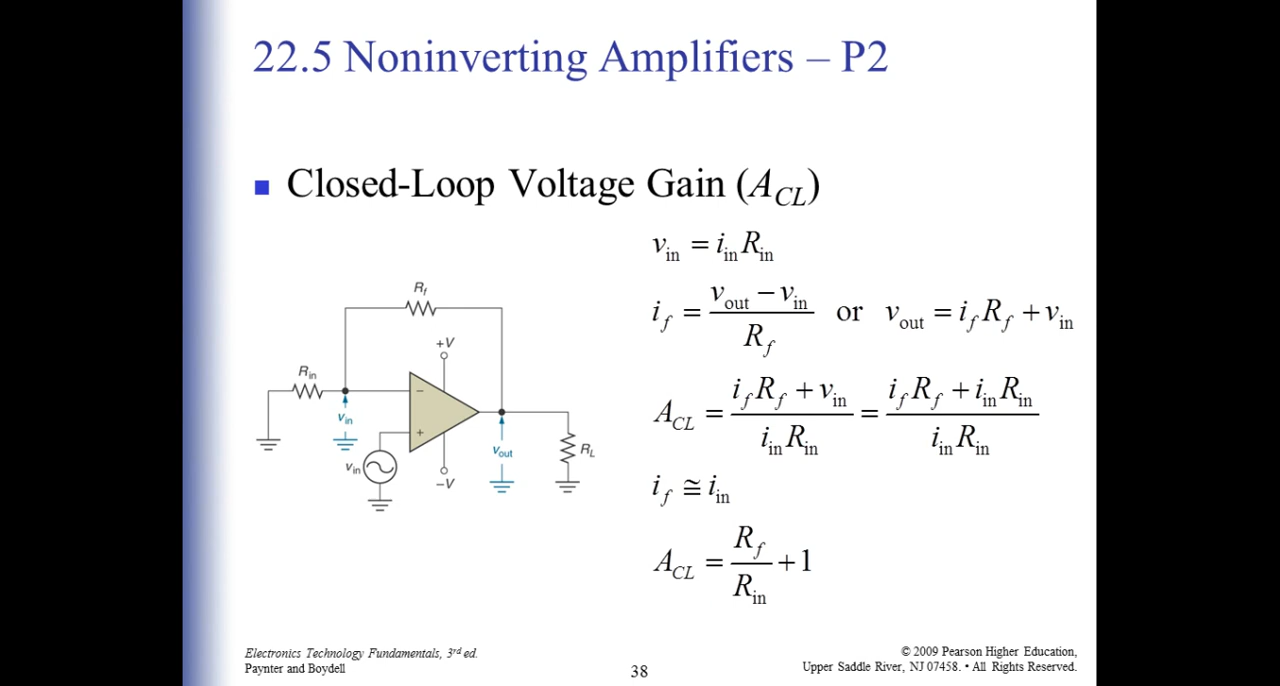 22.5 Noninverting Amplifiers – P2
Closed-Loop Voltage Gain (A_CL)
v_in = i_in R_in
i_f = (v_out − v_in) / R_f or v_out = i_f R_f + v_in
A_CL = (i_f R_f + v_in) / (i_in R_in) = (i_f R_f + i_in R_in) / (i_in R_in)
i_f ≅ i_in
A_CL = R_f / R_in + 1
R_f
+V
R_in
−
v_in
+
v_in
v_out
R_L
−V
Electronics Technology Fundamentals, 3rd ed.
Paynter and Boydell
38
© 2009 Pearson Higher Education,
Upper Saddle River, NJ 07458. • All Rights Reserved.